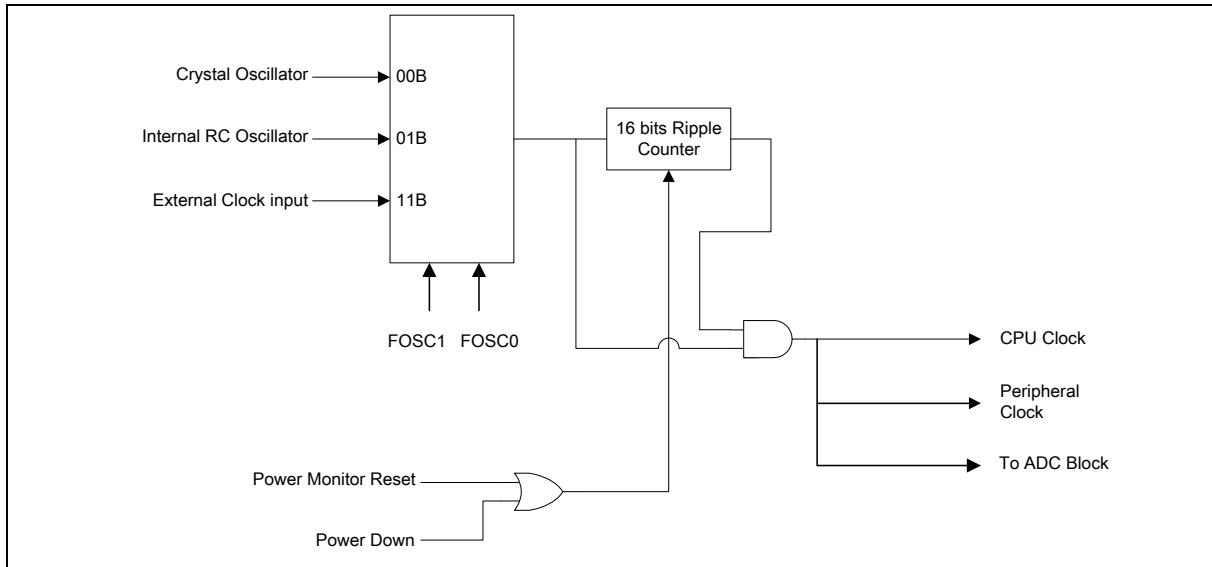 Crystal Oscillator
00B
Internal RC Oscillator
01B
External Clock input
11B
FOSC1
FOSC0
16 bits Ripple
Counter
CPU Clock
Peripheral
Clock
To ADC Block
Power Monitor Reset
Power Down